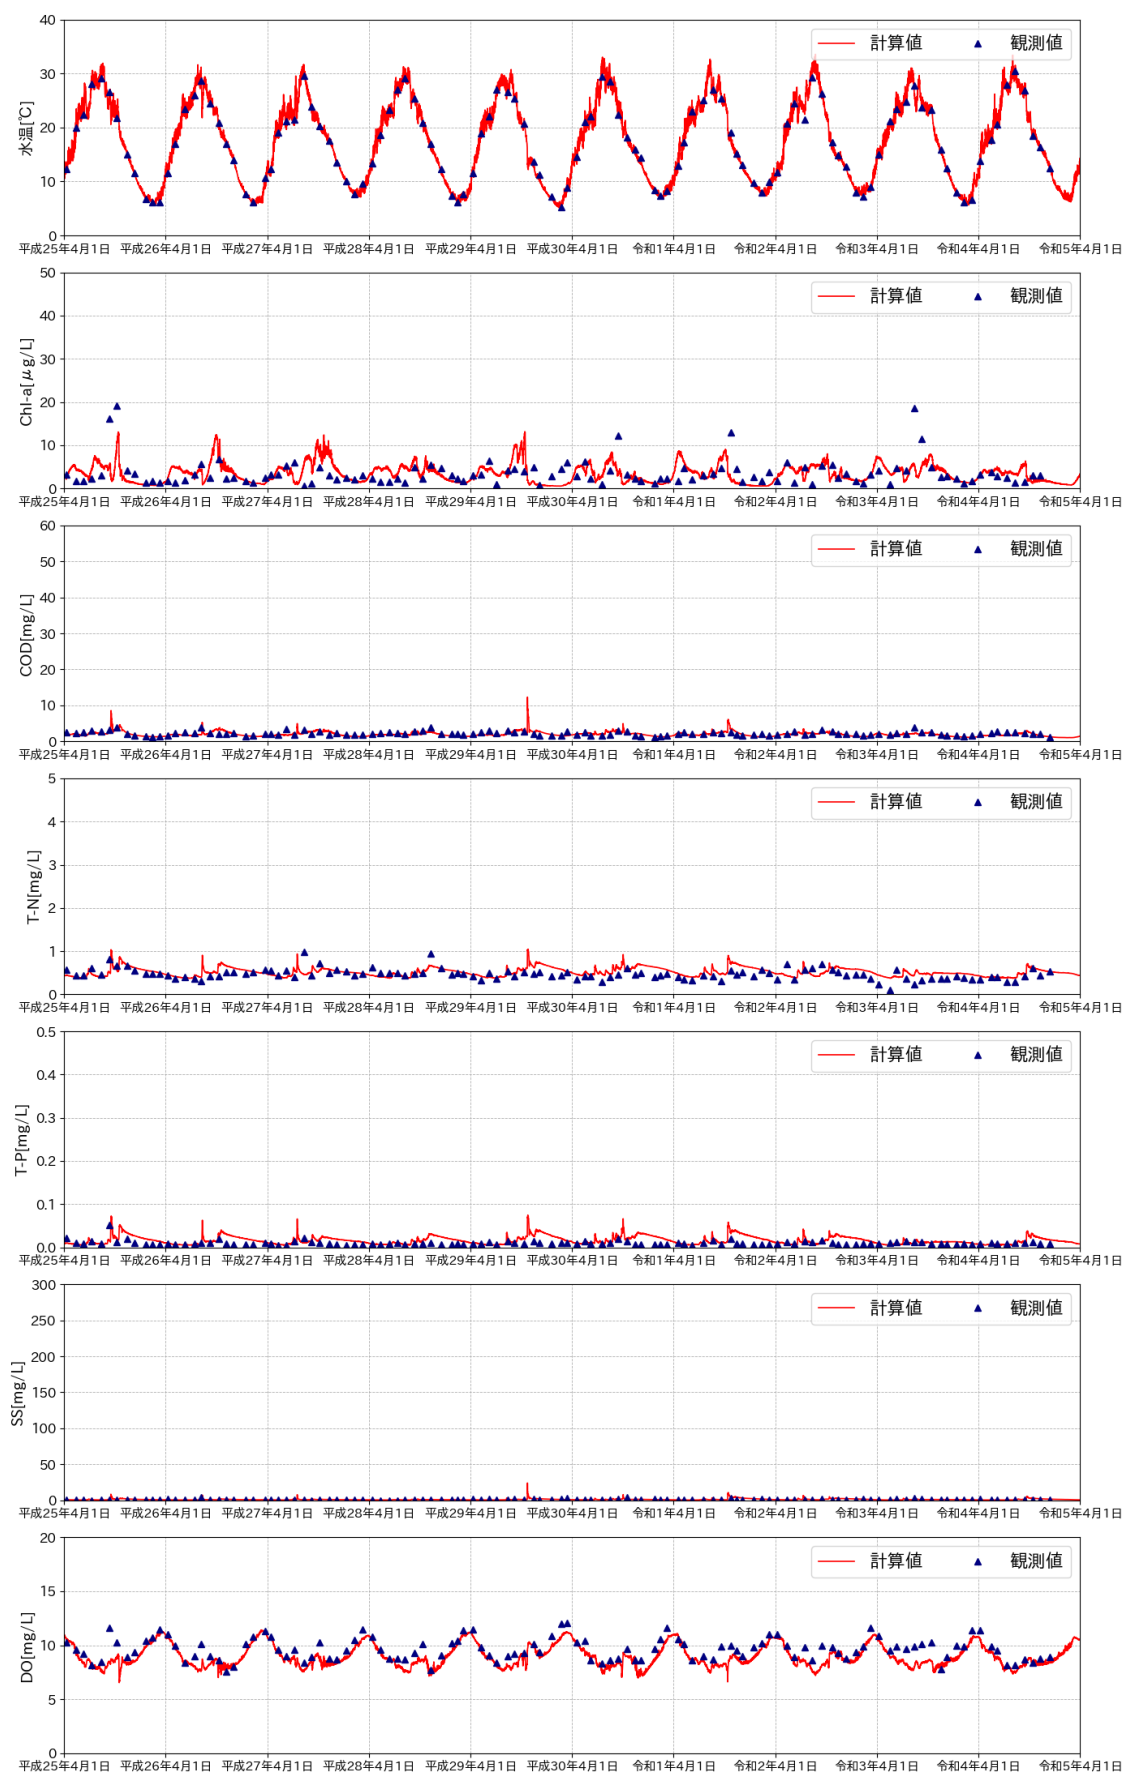 40
計算値 観測値
30
20
10
0
水温[℃]
平成25年4月1日 平成26年4月1日 平成27年4月1日 平成28年4月1日 平成29年4月1日 平成30年4月1日 令和1年4月1日 令和2年4月1日 令和3年4月1日 令和4年4月1日 令和5年4月1日
50
計算値 観測値
40
30
20
10
0
Chl-a[μg/L]
平成25年4月1日 平成26年4月1日 平成27年4月1日 平成28年4月1日 平成29年4月1日 平成30年4月1日 令和1年4月1日 令和2年4月1日 令和3年4月1日 令和4年4月1日 令和5年4月1日
60
計算値 観測値
50
40
30
20
10
0
COD[mg/L]
平成25年4月1日 平成26年4月1日 平成27年4月1日 平成28年4月1日 平成29年4月1日 平成30年4月1日 令和1年4月1日 令和2年4月1日 令和3年4月1日 令和4年4月1日 令和5年4月1日
5
計算値 観測値
4
3
2
1
0
T-N[mg/L]
平成25年4月1日 平成26年4月1日 平成27年4月1日 平成28年4月1日 平成29年4月1日 平成30年4月1日 令和1年4月1日 令和2年4月1日 令和3年4月1日 令和4年4月1日 令和5年4月1日
0.5
計算値 観測値
0.4
0.3
0.2
0.1
0.0
T-P[mg/L]
平成25年4月1日 平成26年4月1日 平成27年4月1日 平成28年4月1日 平成29年4月1日 平成30年4月1日 令和1年4月1日 令和2年4月1日 令和3年4月1日 令和4年4月1日 令和5年4月1日
300
計算値 観測値
250
200
150
100
50
0
SS[mg/L]
平成25年4月1日 平成26年4月1日 平成27年4月1日 平成28年4月1日 平成29年4月1日 平成30年4月1日 令和1年4月1日 令和2年4月1日 令和3年4月1日 令和4年4月1日 令和5年4月1日
20
計算値 観測値
15
10
5
0
DO[mg/L]
平成25年4月1日 平成26年4月1日 平成27年4月1日 平成28年4月1日 平成29年4月1日 平成30年4月1日 令和1年4月1日 令和2年4月1日 令和3年4月1日 令和4年4月1日 令和5年4月1日